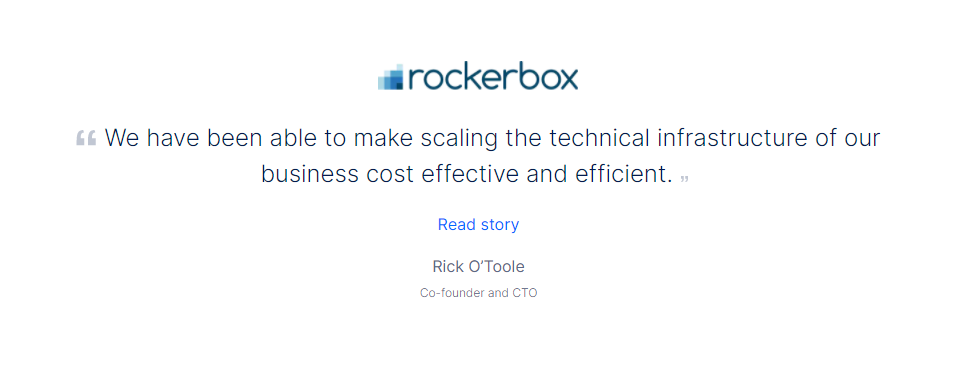 rockerbox
“ We have been able to make scaling the technical infrastructure of our
business cost effective and efficient. ”
Read story
Rick O’Toole
Co-founder and CTO